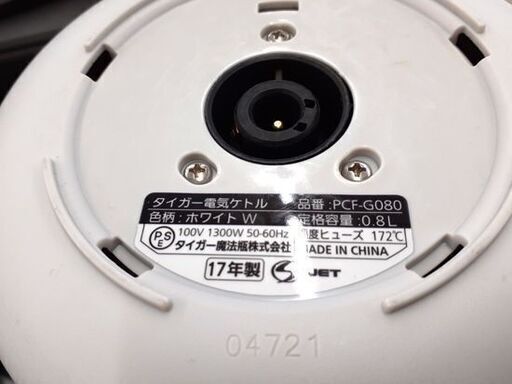 タイガー電気ケトル 品番:PCF-G080
色柄:ホワイト W 定格容量:0.8L
PSE 100V 1300W 50-60Hz 温度ヒューズ 172℃
タイガー魔法瓶株式会社 MADE IN CHINA
17年製 S JET
04721